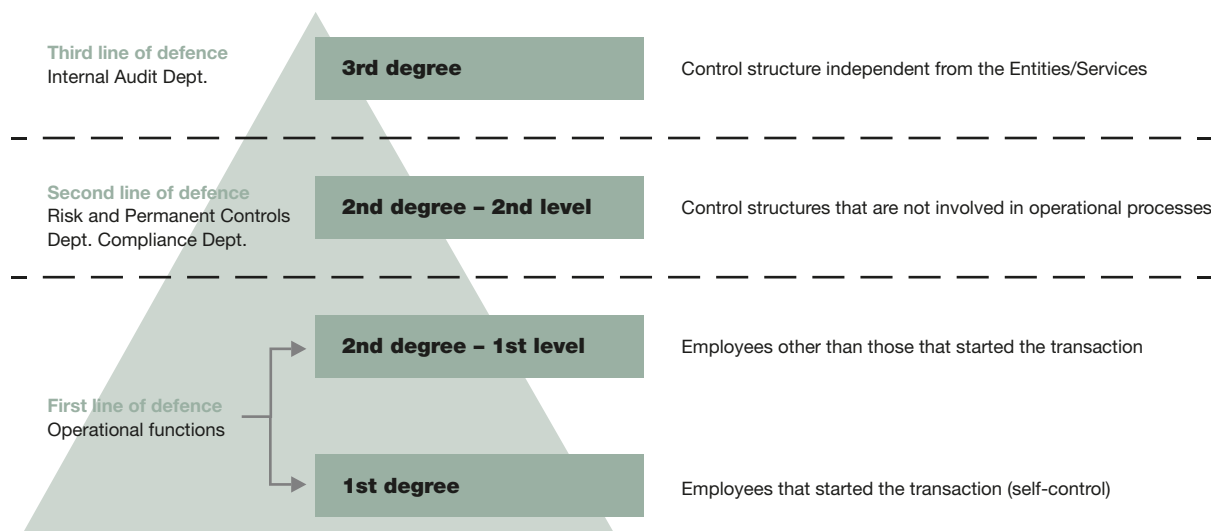 Third line of defence
Internal Audit Dept.
3rd degree
Control structure independent from the Entities/Services
Second line of defence
Risk and Permanent Controls
Dept. Compliance Dept.
2nd degree – 2nd level
Control structures that are not involved in operational processes
2nd degree – 1st level
Employees other than those that started the transaction
First line of defence
Operational functions
1st degree
Employees that started the transaction (self-control)